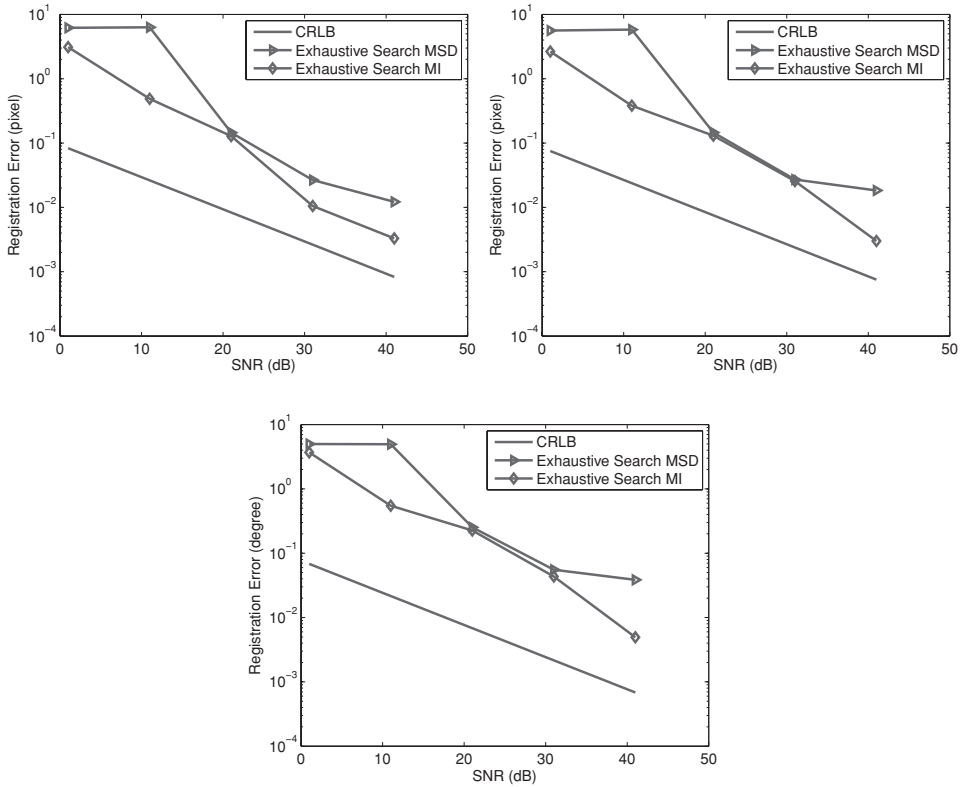 10^1
10^0
10^−1
10^−2
10^−3
10^−4
Registration Error (pixel)
0 10 20 30 40 50
SNR (dB)
CRLB
Exhaustive Search MSD
Exhaustive Search MI
10^1
10^0
10^−1
10^−2
10^−3
10^−4
Registration Error (pixel)
0 10 20 30 40 50
SNR (dB)
CRLB
Exhaustive Search MSD
Exhaustive Search MI
10^1
10^0
10^−1
10^−2
10^−3
10^−4
Registration Error (degree)
0 10 20 30 40 50
SNR (dB)
CRLB
Exhaustive Search MSD
Exhaustive Search MI